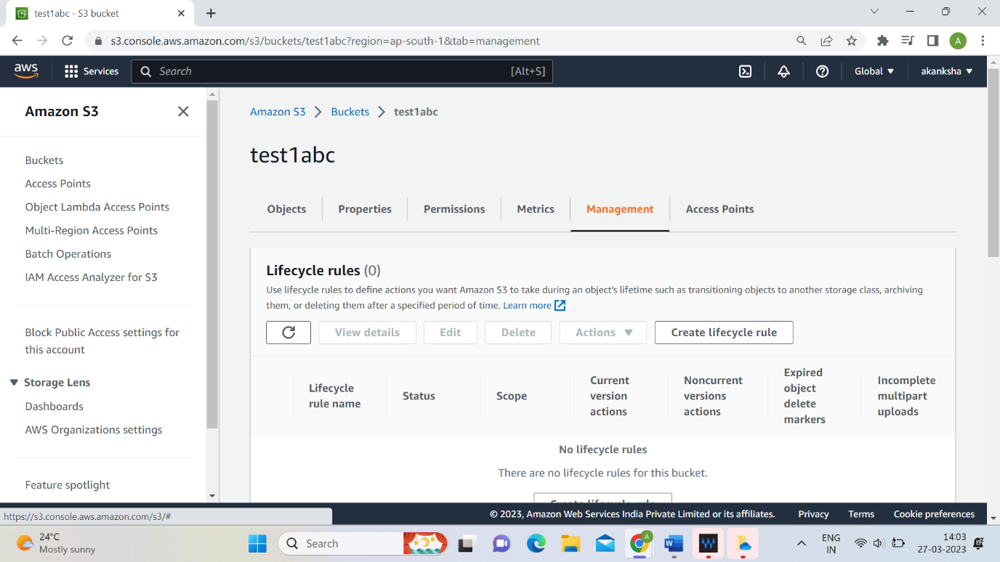 test1abc - S3 bucket
s3.console.aws.amazon.com/s3/buckets/test1abc?region=ap-south-1&tab=management
A
aws
Services
Search
[Alt+S]
Global ▼
akanksha ▼
Amazon S3
Buckets
Access Points
Object Lambda Access Points
Multi-Region Access Points
Batch Operations
IAM Access Analyzer for S3
Block Public Access settings for
this account
▼ Storage Lens
Dashboards
AWS Organizations settings
Feature spotlight
Amazon S3 > Buckets > test1abc
test1abc
Objects
Properties
Permissions
Metrics
Management
Access Points
Lifecycle rules (0)
Use lifecycle rules to define actions you want Amazon S3 to take during an object's lifetime such as transitioning objects to another storage class, archiving
them, or deleting them after a specified period of time. Learn more
View details
Edit
Delete
Actions ▼
Create lifecycle rule
Lifecycle
rule name
Status
Scope
Current
version
actions
Noncurrent
versions
actions
Expired
object
delete
markers
Incomplete
multipart
uploads
No lifecycle rules
There are no lifecycle rules for this bucket.
Create lifecycle rule
https://s3.console.aws.amazon.com/s3/#
© 2023, Amazon Web Services India Private Limited or its affiliates.
Privacy
Terms
Cookie preferences
24°C
Mostly sunny
Search
A
W
ENG
IN
14:03
27-03-2023